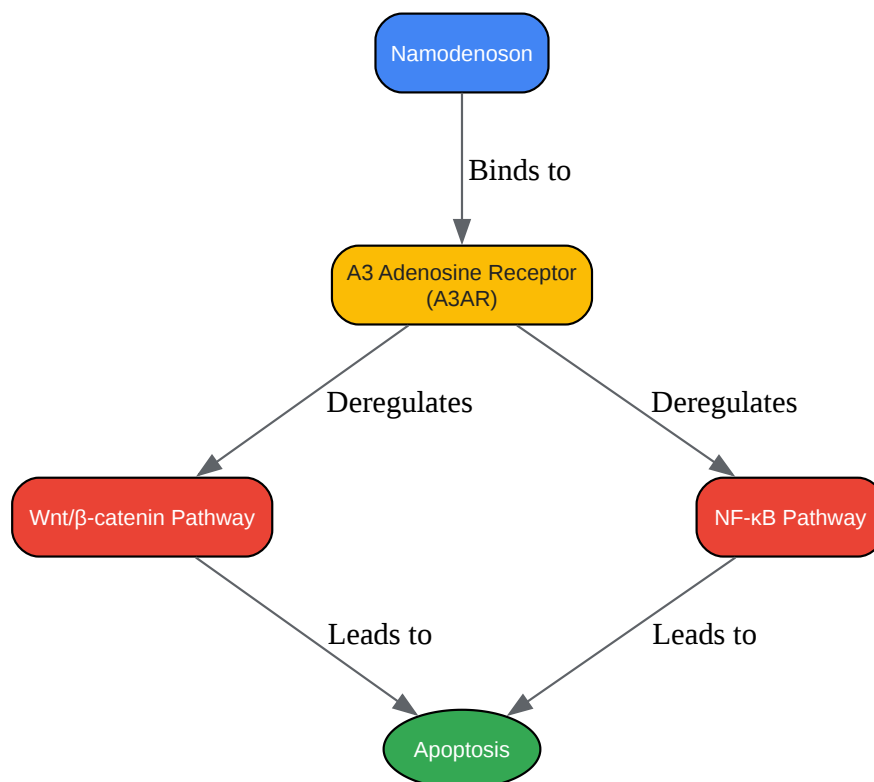 Namodenoson
Binds to
A3 Adenosine Receptor
(A3AR)
Deregulates
Deregulates
Wnt/β-catenin Pathway
NF-κB Pathway
Leads to
Leads to
Apoptosis